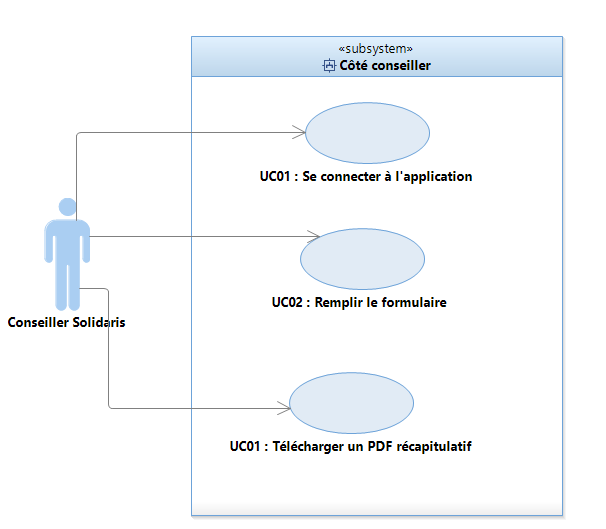 «subsystem»
Côté conseiller
UC01 : Se connecter à l'application
UC02 : Remplir le formulaire
Conseiller Solidaris
UC01 : Télécharger un PDF récapitulatif